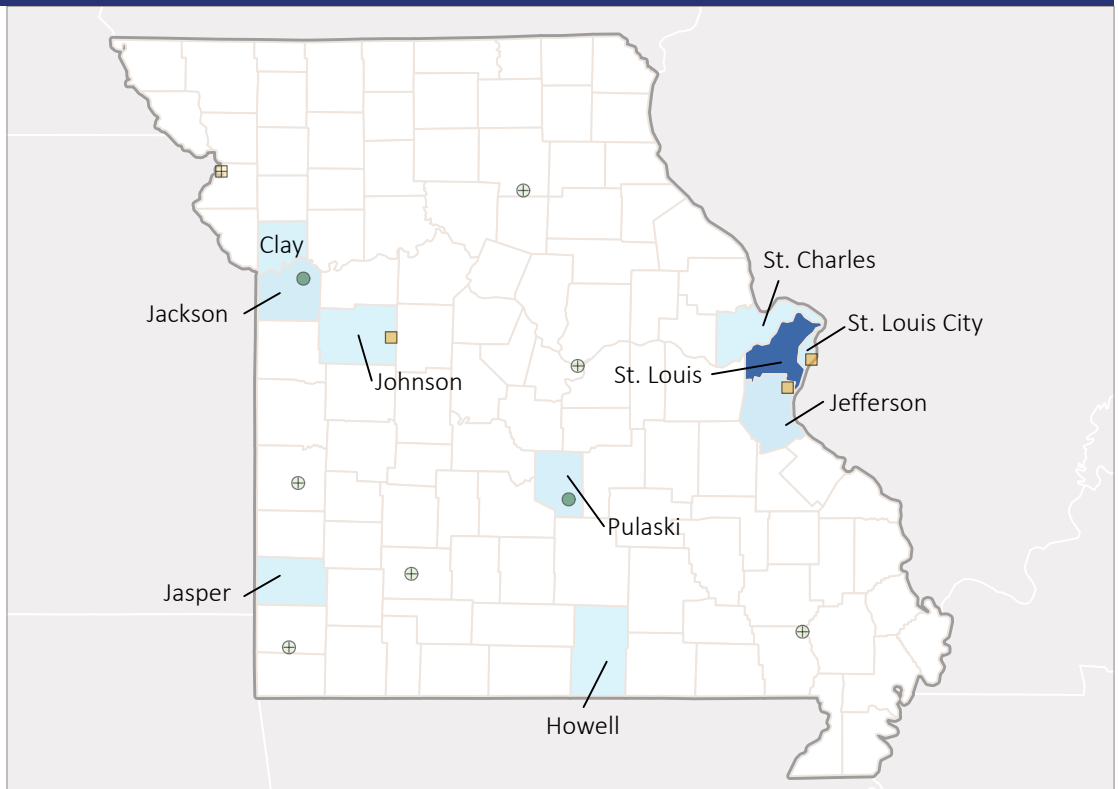 Clay
St. Charles
Jackson
St. Louis City
St. Louis
Johnson
Jefferson
Pulaski
Jasper
Howell